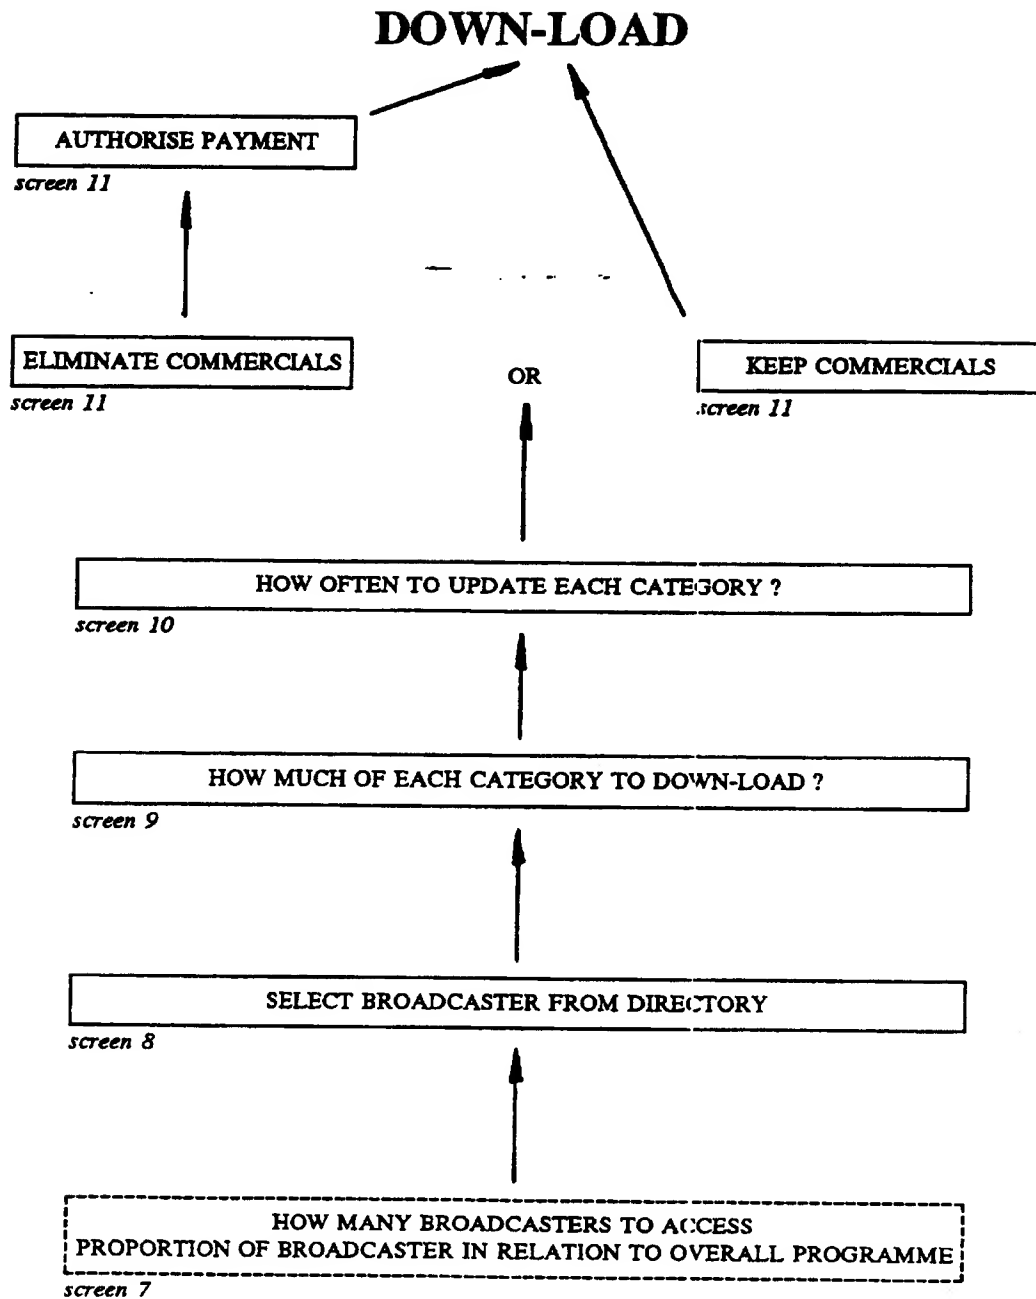 DOWN-LOAD
AUTHORISE PAYMENT
screen 11
ELIMINATE COMMERCIALS
screen 11
OR
KEEP COMMERCIALS
screen 11
HOW OFTEN TO UPDATE EACH CATEGORY ?
screen 10
HOW MUCH OF EACH CATEGORY TO DOWN-LOAD ?
screen 9
SELECT BROADCASTER FROM DIRECTORY
screen 8
HOW MANY BROADCASTERS TO ACCESS
PROPORTION OF BROADCASTER IN RELATION TO OVERALL PROGRAMME
screen 7